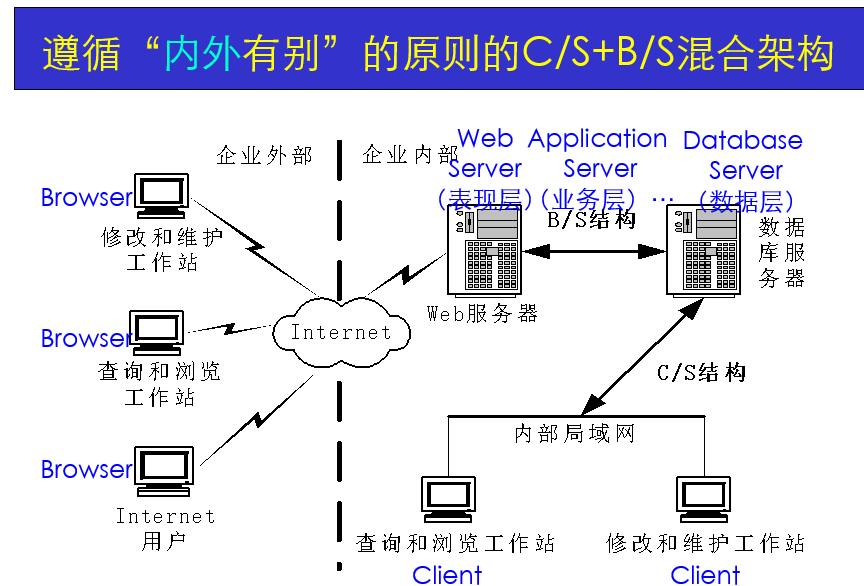 遵循“内外有别”的原则的C/S+B/S混合架构
企业外部
企业内部
Web
Server
(表现层)
Application
Server
(业务层)
…
Database
Server
(数据层)
Browser
修改和维护
工作站
B/S结构
数据
库服
务器
Web服务器
Browser
查询和浏览
工作站
Internet
C/S结构
内部局域网
Browser
Internet
用户
查询和浏览工作站
Client
修改和维护工作站
Client